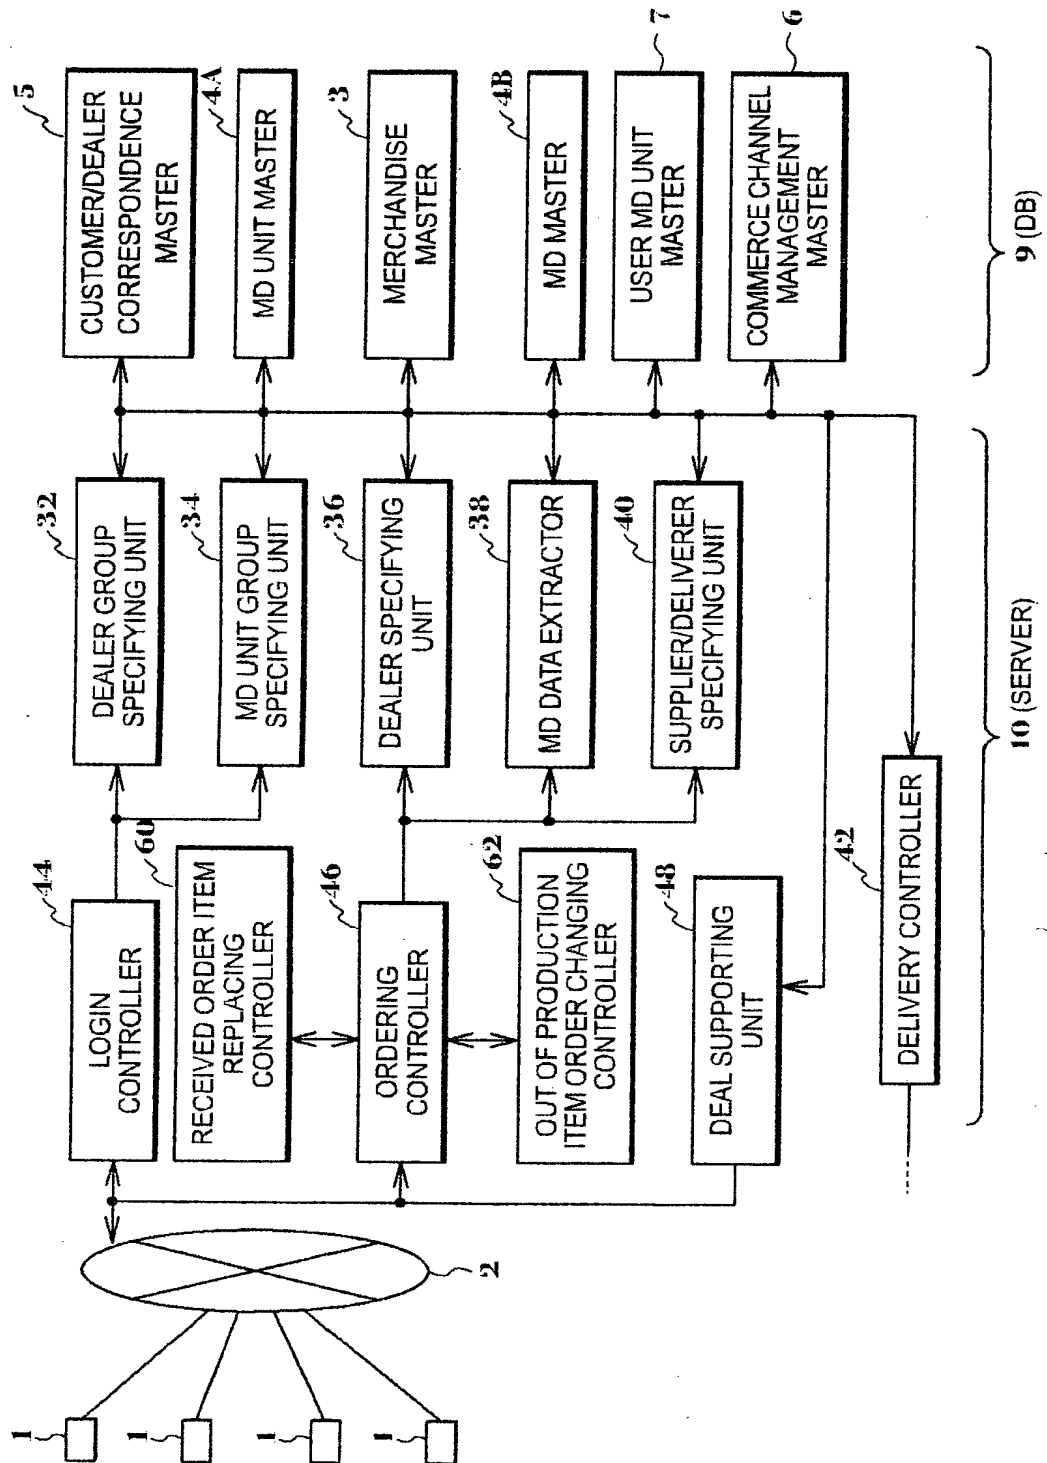 1
1
1
1
2
44
LOGIN
CONTROLLER
60
RECEIVED ORDER ITEM
REPLACING
CONTROLLER
46
ORDERING
CONTROLLER
62
OUT OF PRODUCTION
ITEM ORDER CHANGING
CONTROLLER
48
DEAL SUPPORTING
UNIT
42
DELIVERY CONTROLLER
32
DEALER GROUP
SPECIFYING UNIT
34
MD UNIT GROUP
SPECIFYING UNIT
36
DEALER SPECIFYING
UNIT
38
MD DATA EXTRACTOR
40
SUPPLIER/DELIVERER
SPECIFYING UNIT
10 (SERVER)
5
CUSTOMER/DEALER
CORRESPONDENCE
MASTER
4A
MD UNIT MASTER
3
MERCHANDISE
MASTER
4B
MD MASTER
7
USER MD UNIT
MASTER
6
COMMERCE CHANNEL
MANAGEMENT
MASTER
9 (DB)